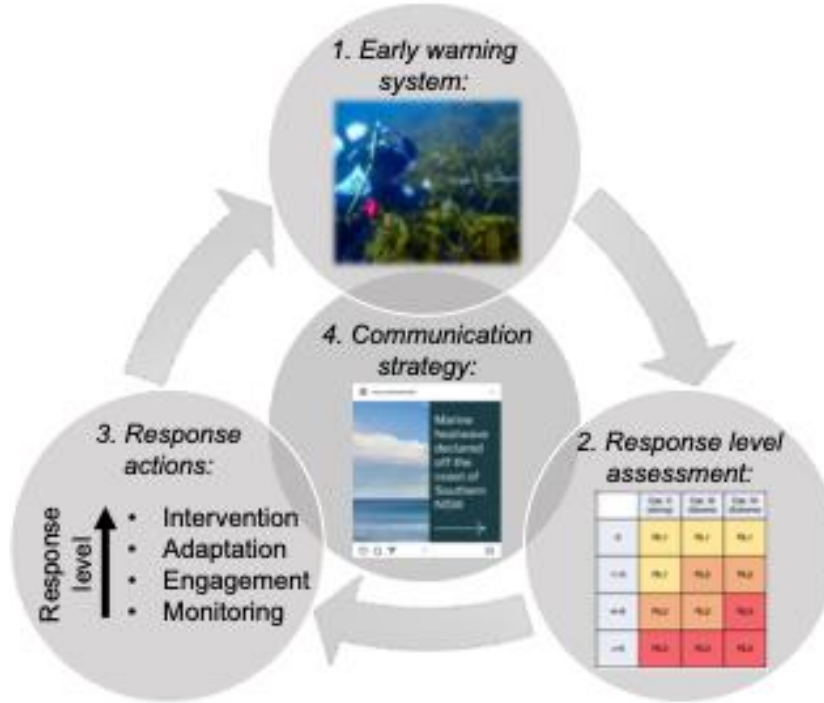 1. Early warning
system:
4. Communication
strategy:
Marine
heatwave
declared
off the
coast of
Southern
NSW
3. Response
actions:
Response
level
• Intervention
• Adaptation
• Engagement
• Monitoring
2. Response level
assessment: